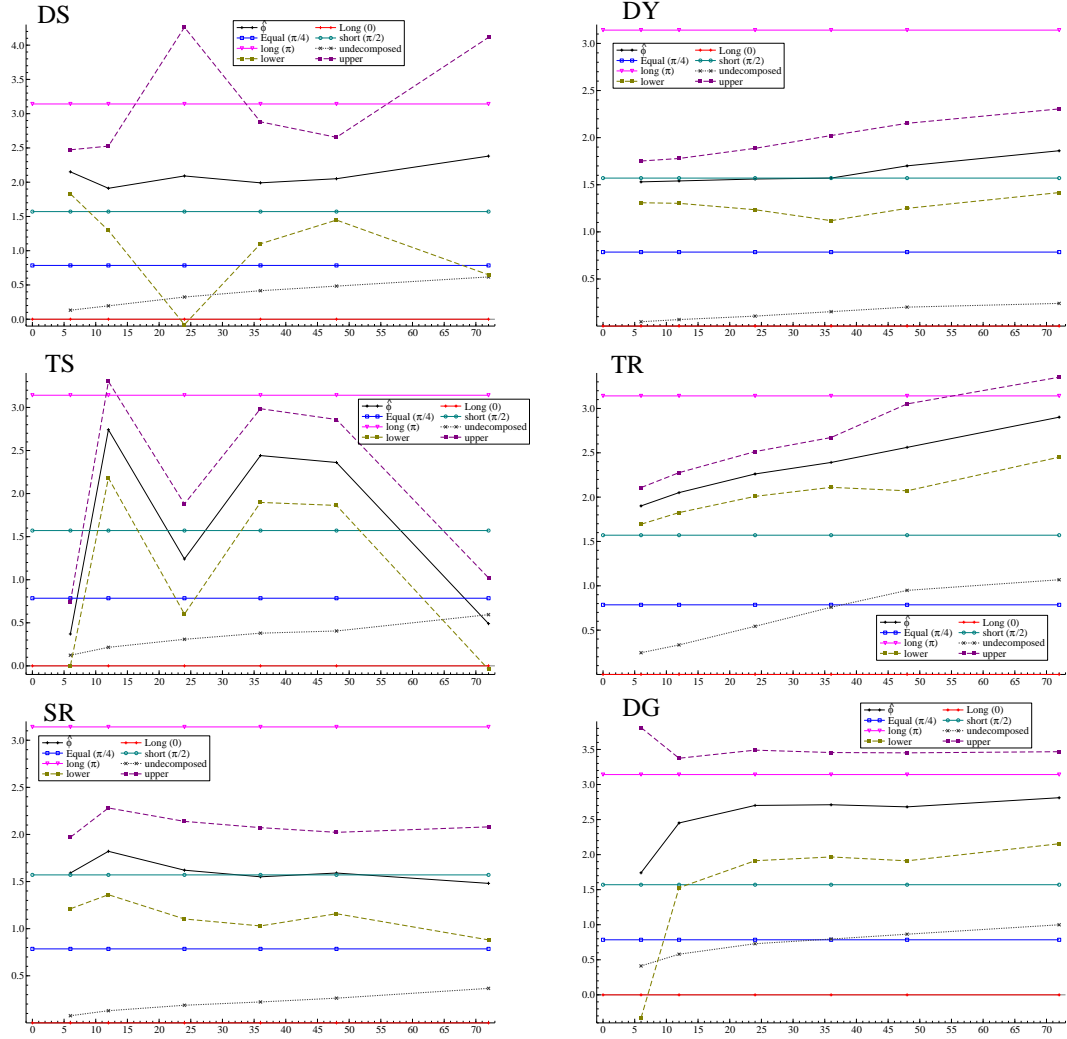 DS
φ̂ Long (0)
Equal (π/4) short (π/2)
long (π) undecomposed
lower upper
4.0
3.5
3.0
2.5
2.0
1.5
1.0
0.5
0.0
0 5 10 15 20 25 30 35 40 45 50 55 60 65 70
DY
φ̂ Long (0)
Equal (π/4) short (π/2)
long (π) undecomposed
lower upper
3.0
2.5
2.0
1.5
1.0
0.5
0 5 10 15 20 25 30 35 40 45 50 55 60 65 70
TS
φ̂ Long (0)
Equal (π/4) short (π/2)
long (π) undecomposed
lower upper
3.0
2.5
2.0
1.5
1.0
0.5
0.0
0 5 10 15 20 25 30 35 40 45 50 55 60 65 70
TR
3.0
2.5
2.0
1.5
1.0
0.5
φ̂ Long (0)
Equal (π/4) short (π/2)
long (π) undecomposed
lower upper
0 5 10 15 20 25 30 35 40 45 50 55 60 65 70
SR
φ̂ Long (0)
Equal (π/4) short (π/2)
long (π) undecomposed
lower upper
3.0
2.5
2.0
1.5
1.0
0.5
0 5 10 15 20 25 30 35 40 45 50 55 60 65 70
DG
φ̂ Long (0)
Equal (π/4) short (π/2)
long (π) undecomposed
lower upper
3.5
3.0
2.5
2.0
1.5
1.0
0.5
0.0
0 5 10 15 20 25 30 35 40 45 50 55 60 65 70